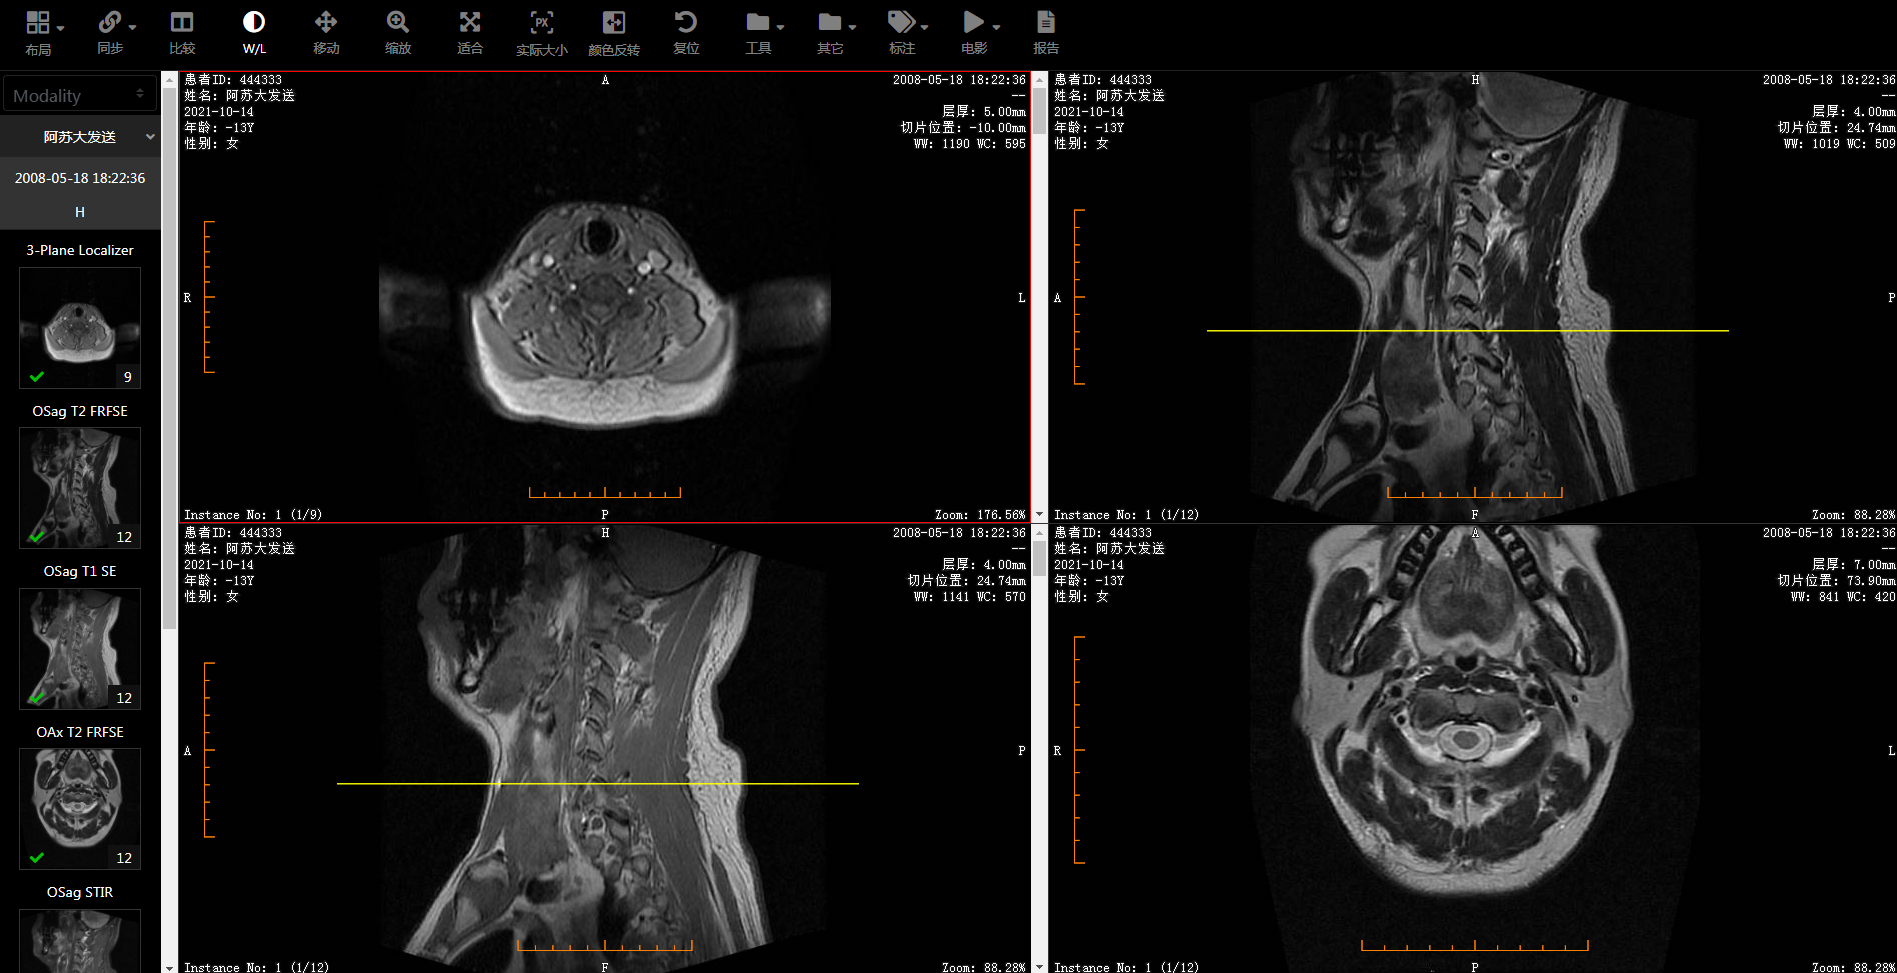 布局
同步
比较
W/L
移动
缩放
适合
PX
实际大小
颜色反转
复位
工具
其它
标注
电影
报告
Modality
阿苏大发送
2008-05-18 18:22:36
H
3-Plane Localizer
9
OSag T2 FRFSE
12
OSag T1 SE
12
OAx T2 FRFSE
12
OSag STIR
患者ID: 444333
姓名: 阿苏大发送
2021-10-14
年龄: -13Y
性别: 女
A
2008-05-18 18:22:36
--
层厚: 5.00mm
切片位置: -10.00mm
WW: 1190 WC: 595
R
L
Instance No: 1 (1/9)
P
Zoom: 176.56%
患者ID: 444333
姓名: 阿苏大发送
2021-10-14
年龄: -13Y
性别: 女
H
2008-05-18 18:22:36
--
层厚: 4.00mm
切片位置: 24.74mm
WW: 1019 WC: 509
A
P
Instance No: 1 (1/12)
F
Zoom: 88.28%
患者ID: 444333
姓名: 阿苏大发送
2021-10-14
年龄: -13Y
性别: 女
H
2008-05-18 18:22:36
--
层厚: 4.00mm
切片位置: 24.74mm
WW: 1141 WC: 570
A
P
Instance No: 1 (1/12)
F
Zoom: 88.28%
患者ID: 444333
姓名: 阿苏大发送
2021-10-14
年龄: -13Y
性别: 女
A
2008-05-18 18:22:36
--
层厚: 7.00mm
切片位置: 73.90mm
WW: 841 WC: 420
R
L
Instance No: 1 (1/12)
P
Zoom: 88.28%